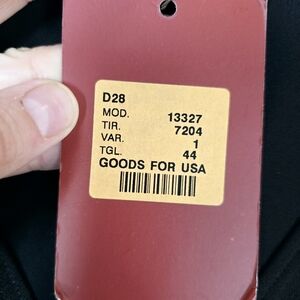 D28
MOD. 13327
TIR. 7204
VAR. 1
TGL. 44
GOODS FOR USA